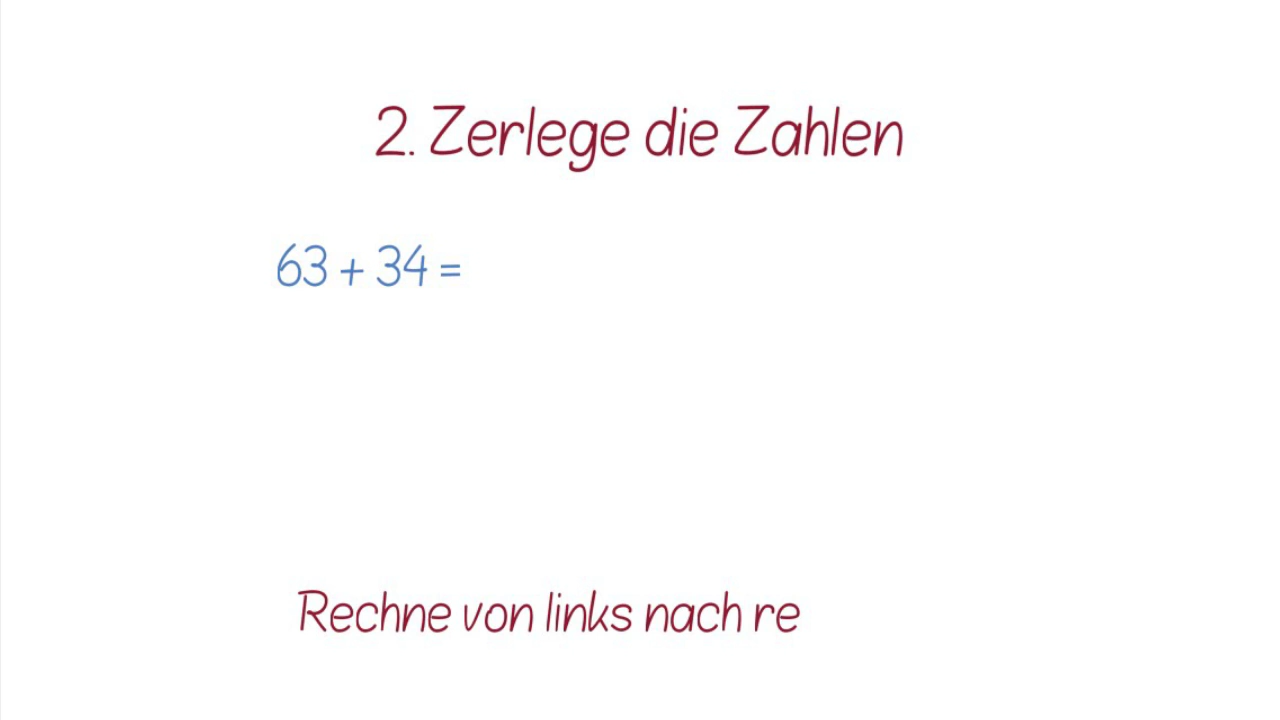 2. Zerlege die Zahlen
63 + 34 =
Rechne von links nach re